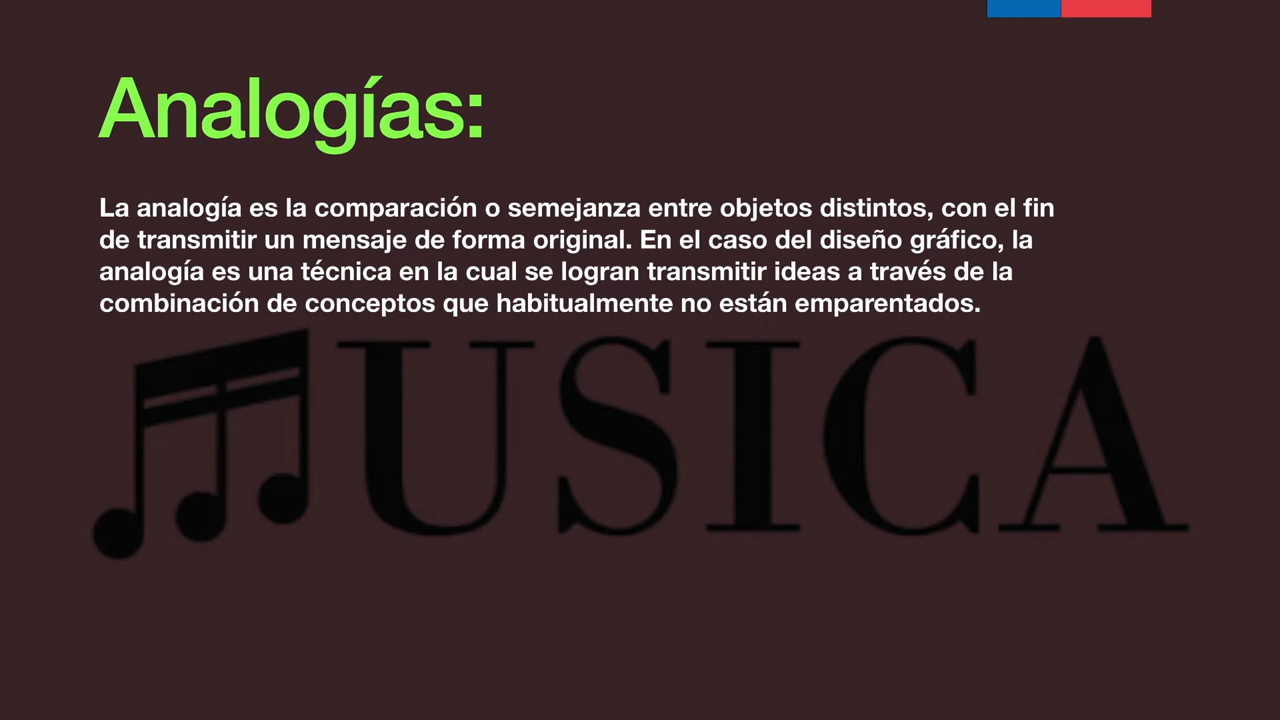 Analogías:
La analogía es la comparación o semejanza entre objetos distintos, con el fin
de transmitir un mensaje de forma original. En el caso del diseño gráfico, la
analogía es una técnica en la cual se logran transmitir ideas a través de la
combinación de conceptos que habitualmente no están emparentados.
MUSICA